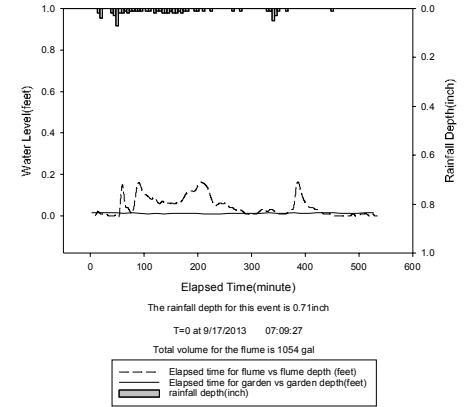 1.0
0.8
0.6
0.4
0.2
0.0
Water Level(feet)
0.0
0.2
0.4
0.6
0.8
1.0
Rainfall Depth(inch)
0 100 200 300 400 500 600
Elapsed Time(minute)
The rainfall depth for this event is 0.71inch
T=0 at 9/17/2013 07:09:27
Total volume for the flume is 1054 gal
Elapsed time for flume vs flume depth (feet)
Elapsed time for garden vs garden depth(feet)
rainfall depth(inch)